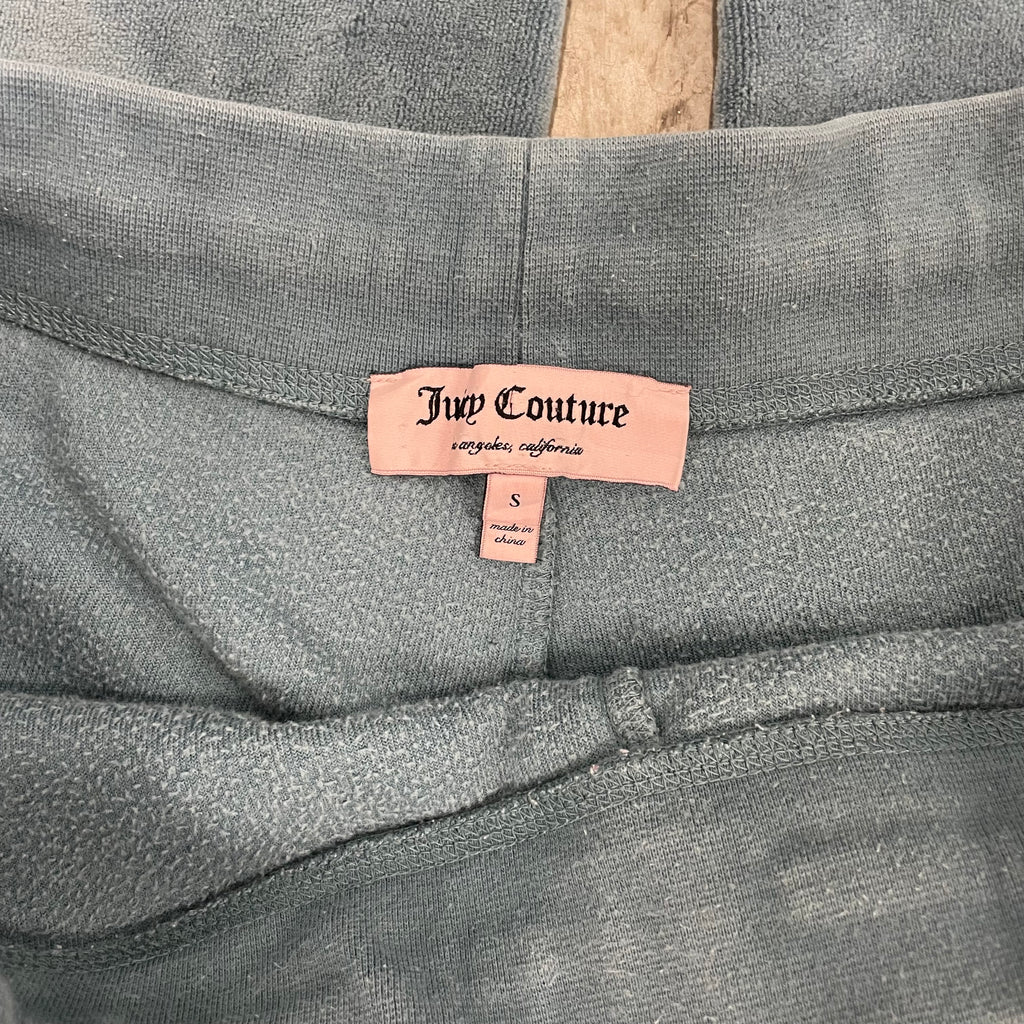 Juicy Couture
angeles, california
S
made in
china